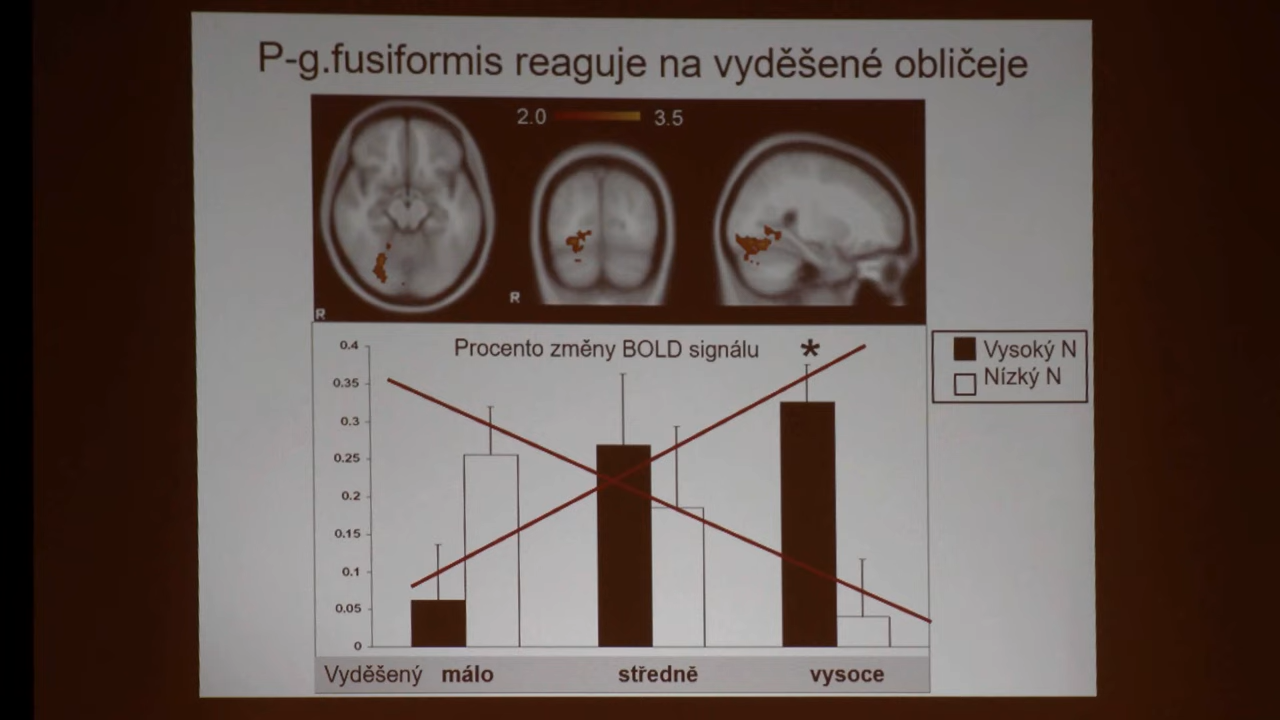 P-g.fusiformis reaguje na vyděšené obličeje
2.0 3.5
R
R
Procento změny BOLD signálu *
Vysoký N
Nízký N
0.4
0.35
0.3
0.25
0.2
0.15
0.1
0.05
0
Vyděšený málo středně vysoce